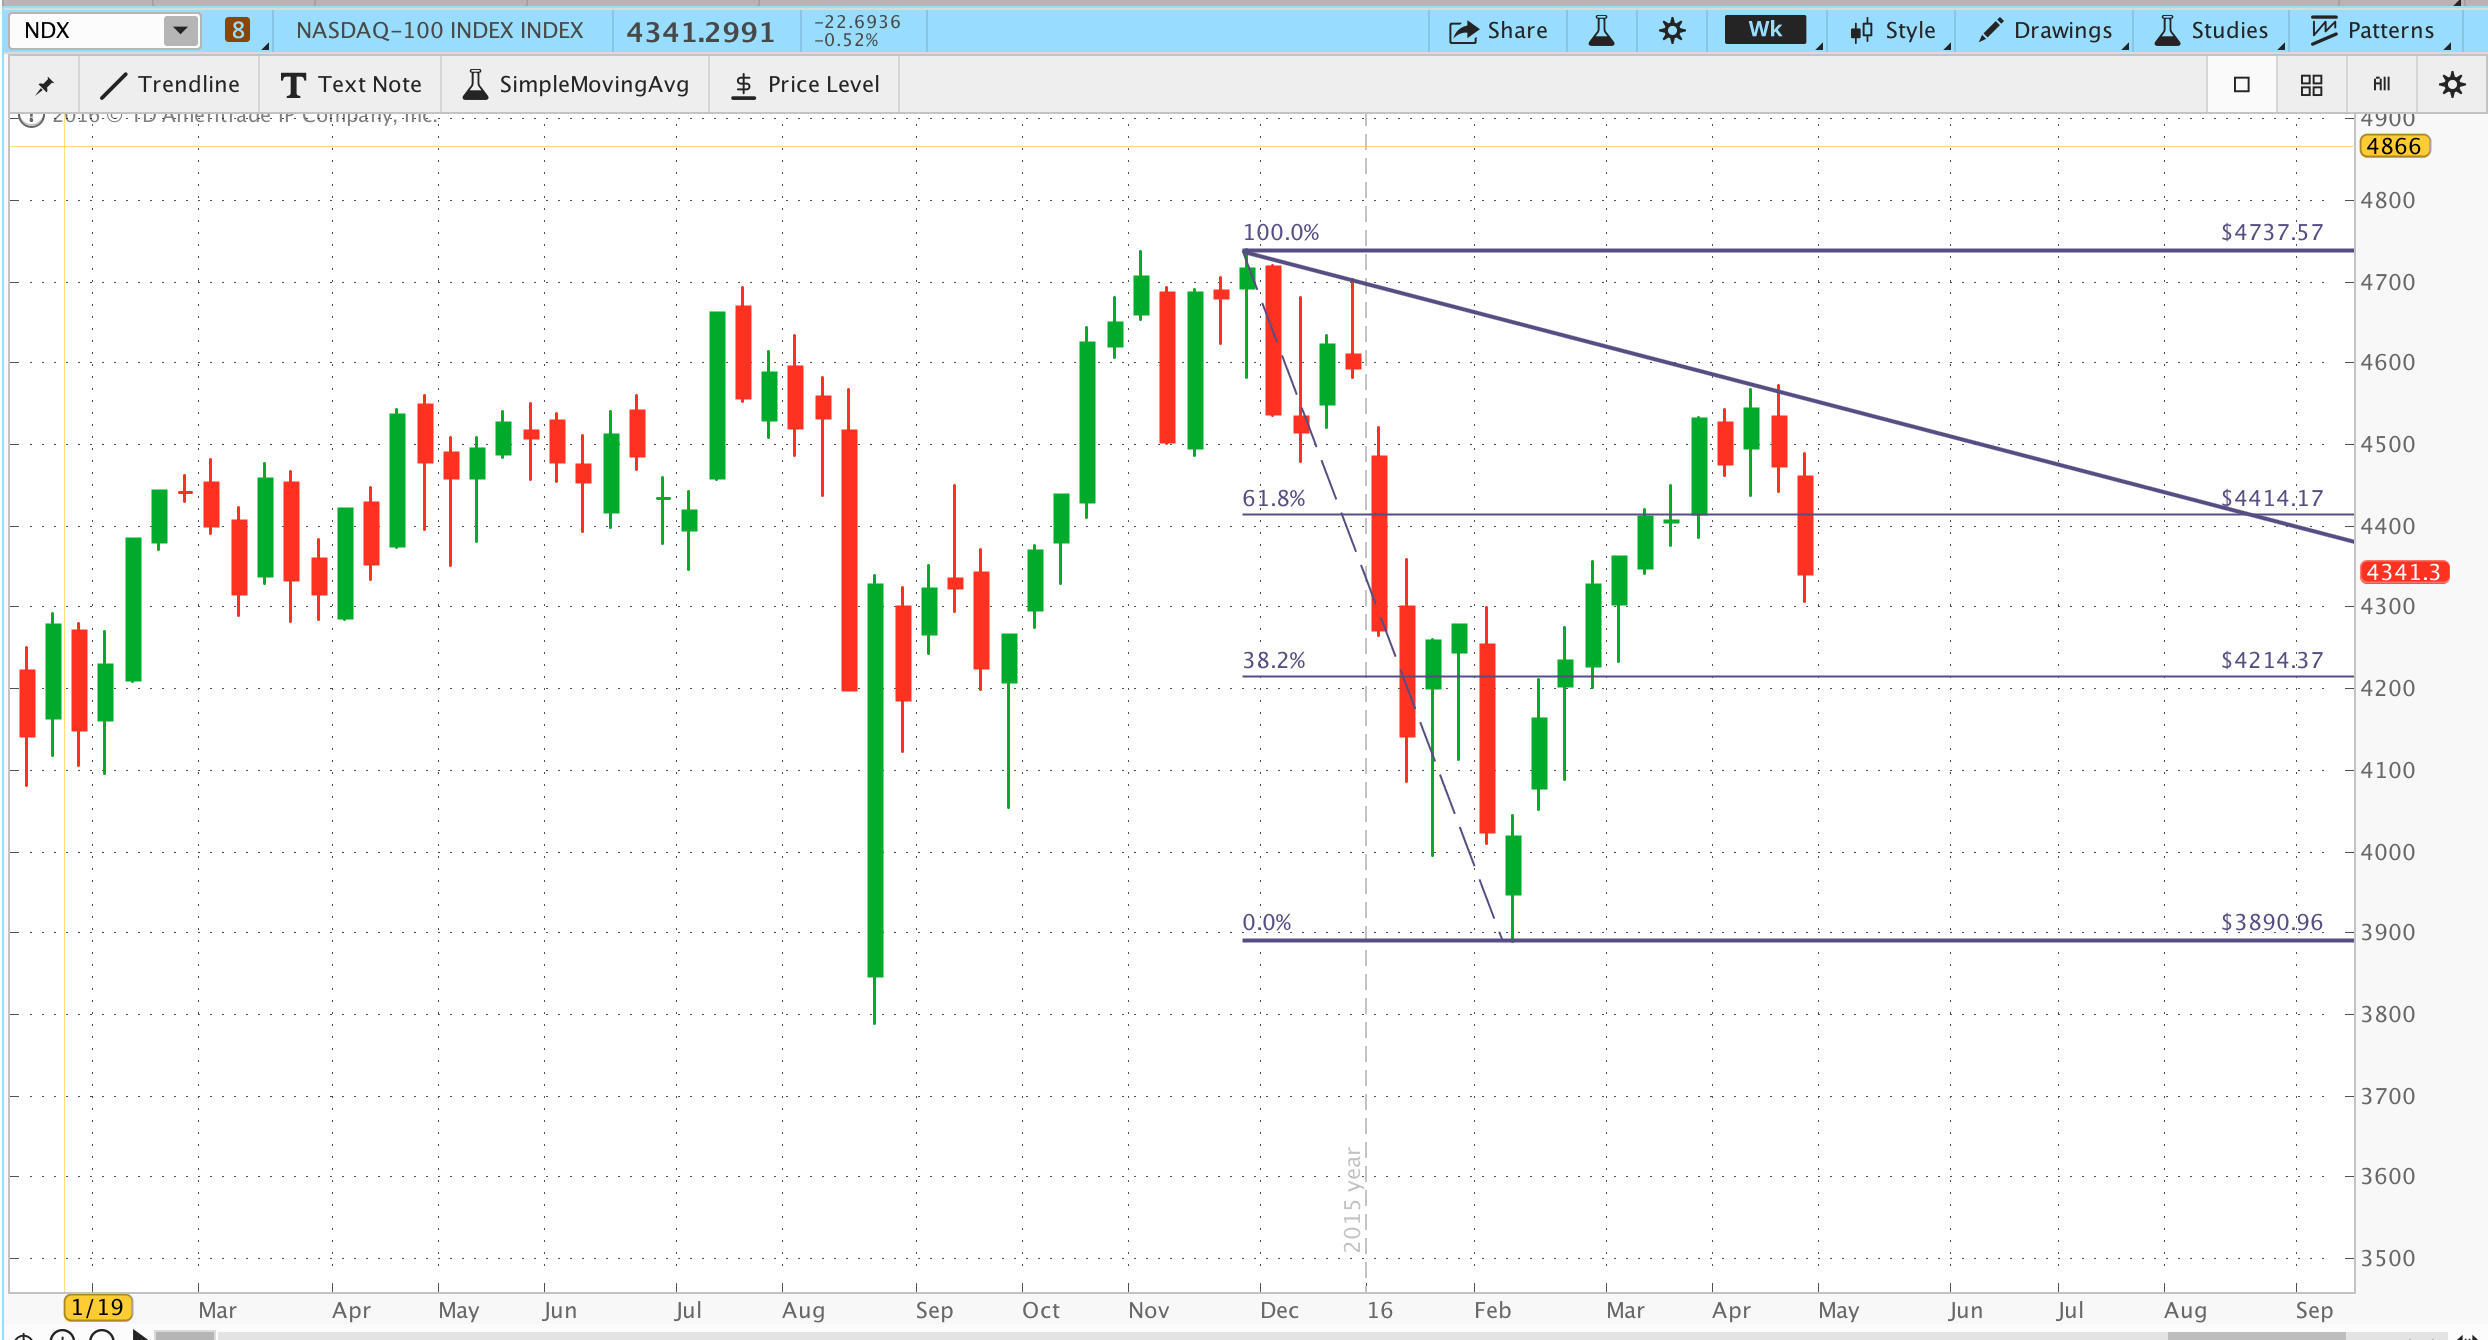 NDX
8
NASDAQ-100 INDEX INDEX
4341.2991
-22.6936
-0.52%
Share
Wk
Style
Drawings
Studies
Patterns
Trendline
Text Note
SimpleMovingAvg
Price Level
All
2016 © TD Ameritrade IP Company, Inc.
4900
4866
4800
100.0%
$4737.57
4700
4600
4500
61.8%
$4414.17
4400
4341.3
4300
38.2%
$4214.37
4200
4100
4000
0.0%
$3890.96
3900
3800
3700
3600
3500
2015 year
1/19 Mar Apr May Jun Jul Aug Sep Oct Nov Dec 16 Feb Mar Apr May Jun Jul Aug Sep